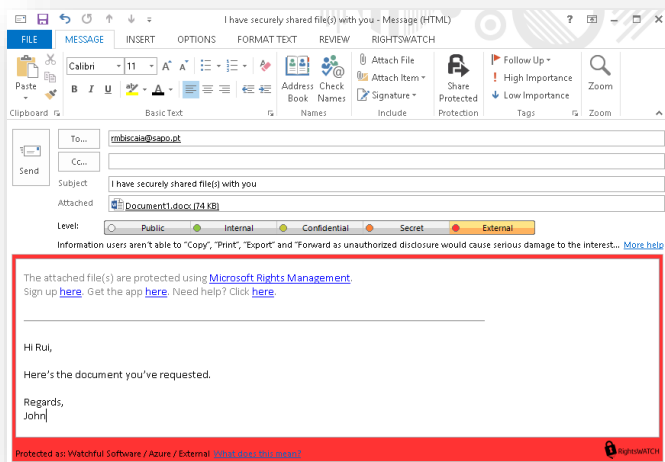 I have securely shared file(s) with you - Message (HTML)
FILE MESSAGE INSERT OPTIONS FORMAT TEXT REVIEW RIGHTSWATCH
Calibri 11 A A Attach File Follow Up
Attach Item High Importance
B I U A Signature Low Importance
Paste Address Book Check Names Share Protected Zoom
Clipboard Basic Text Names Include Protection Tags Zoom
Send
To... rmbiscaia@sapo.pt
Cc...
Subject I have securely shared file(s) with you
Attached Document1.docx (74 KB)
Level: Public Internal Confidential Secret External
Information users aren't able to "Copy", "Print", "Export" and "Forward as unauthorized disclosure would cause serious damage to the interest... More help
The attached file(s) are protected using Microsoft Rights Management.
Sign up here. Get the app here. Need help? Click here.
Hi Rui,
Here's the document you've requested.
Regards,
John
Protected as: Watchful Software / Azure / External What does this mean? RightsWATCH